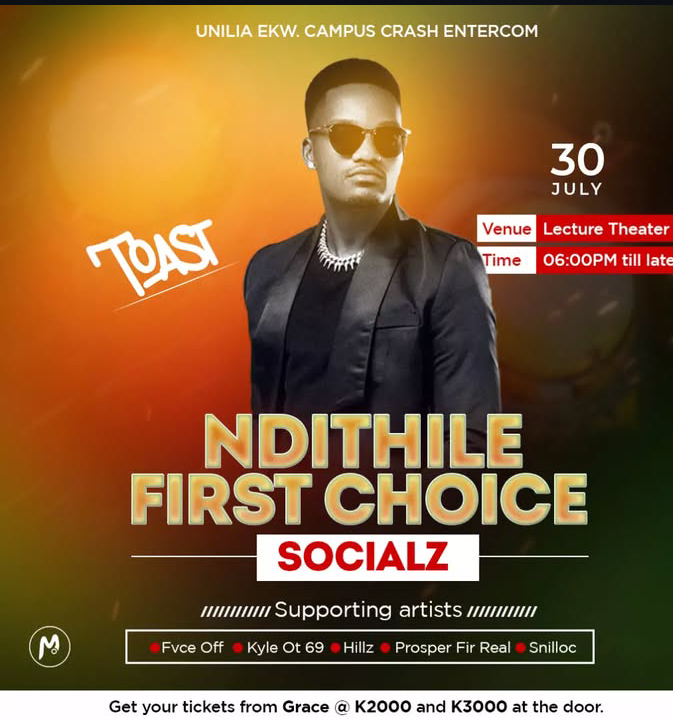 UNILIA EKW. CAMPUS CRASH ENTERCOM
30
JULY
Venue Lecture Theater
Time 06:00PM till late
TOAST
NDITHILE
FIRST CHOICE
SOCIALZ
Supporting artists
Fvce Off Kyle Ot 69 Hillz Prosper Fir Real Snilloc
M
Get your tickets from Grace @ K2000 and K3000 at the door.